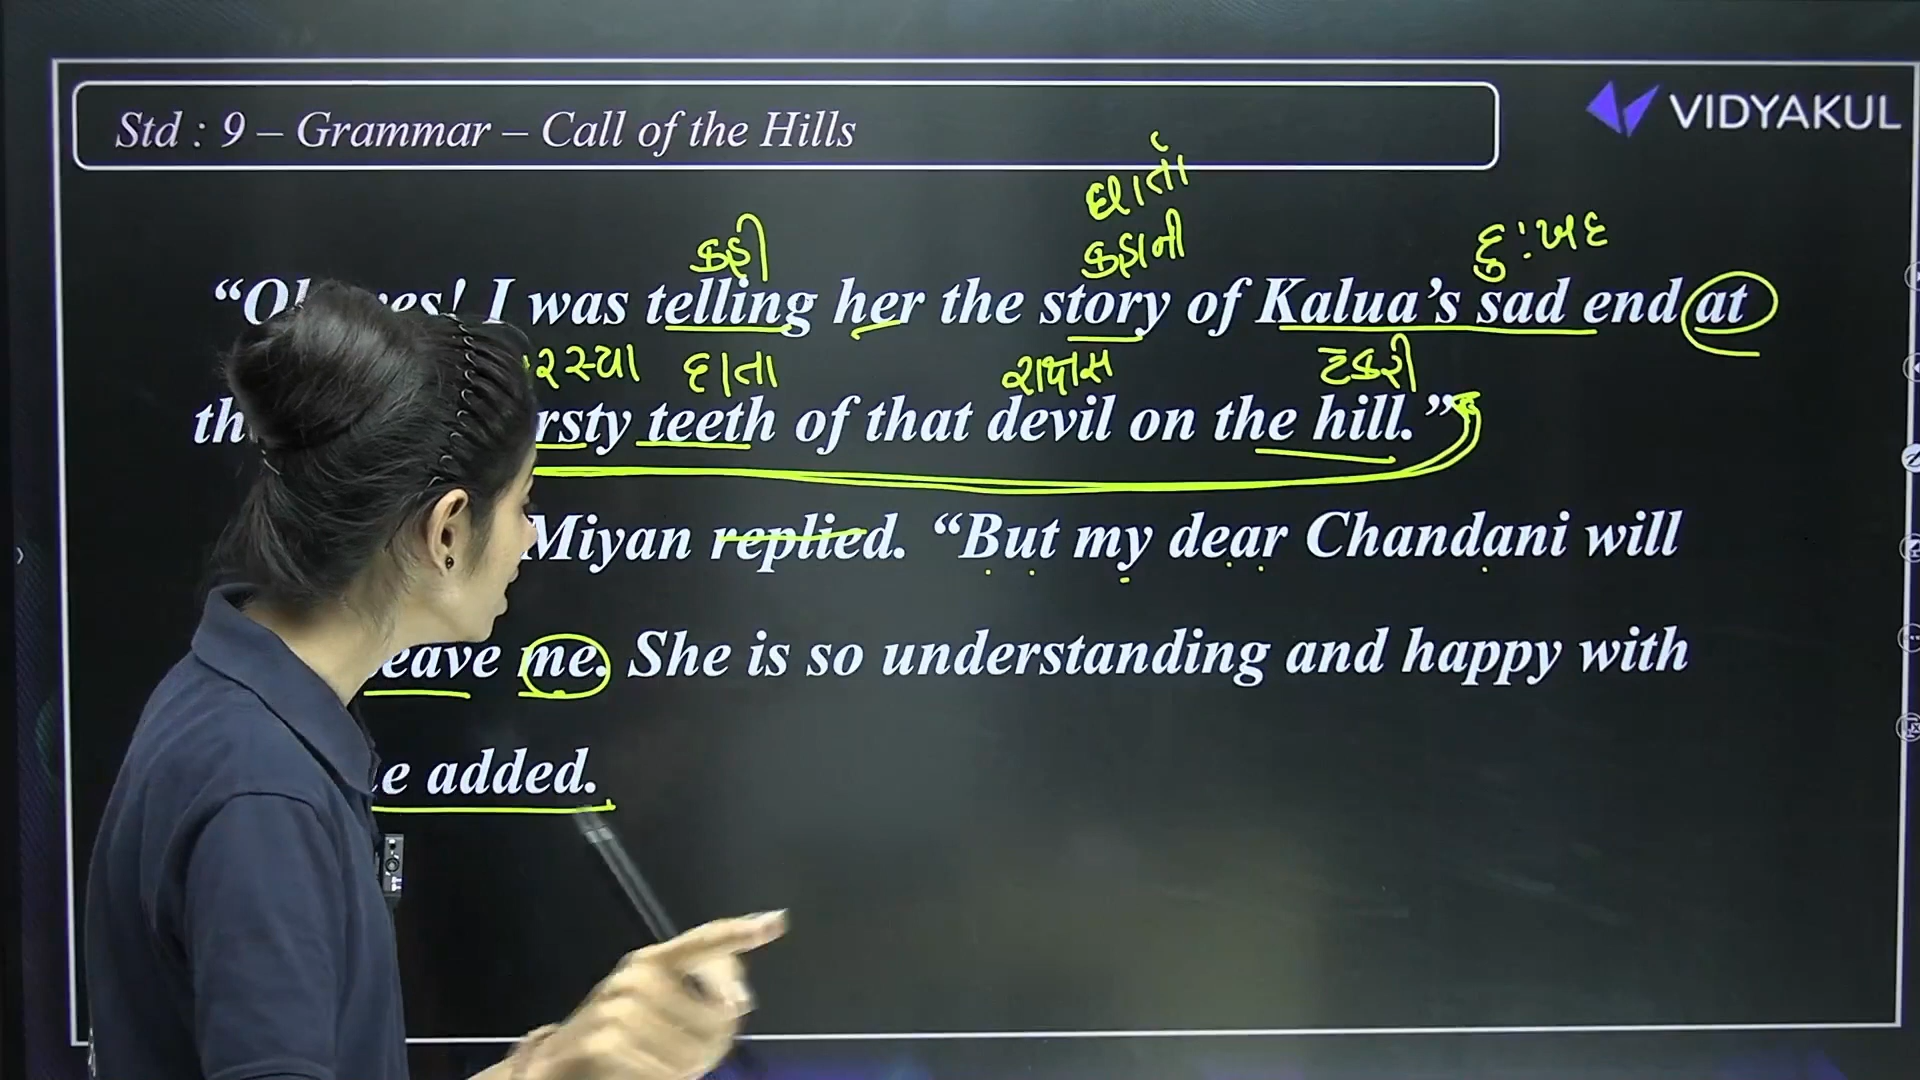 Std : 9 – Grammar – Call of the Hills
VIDYAKUL
વાર્તા
કહી કહાની દુઃખદ
I was telling her the story of Kalua's sad end at
તરસ્યા દાંતા રાક્ષસ ટેકરી
teeth of that devil on the hill.”
Miyan replied. “But my dear Chandani will
me. She is so understanding and happy with
added.